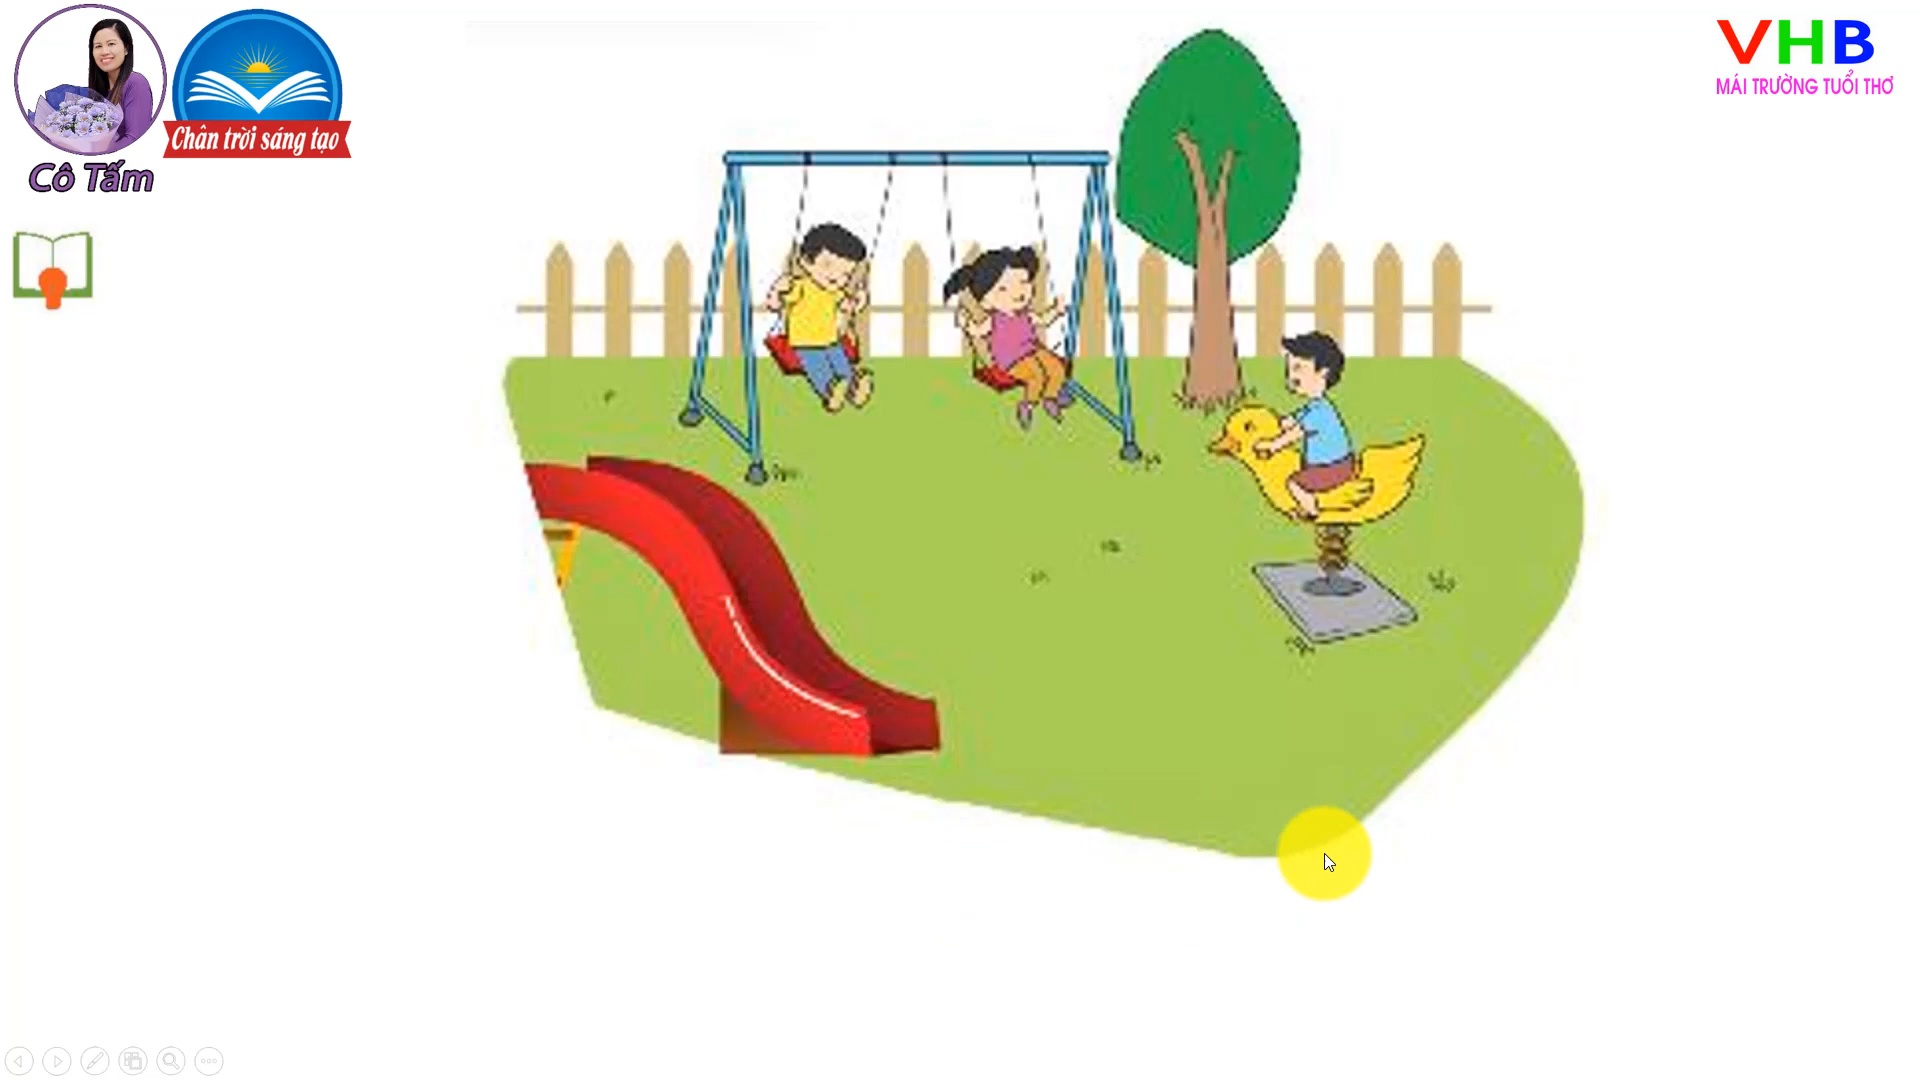 Cô Tấm
Chân trời sáng tạo
VHB
MÁI TRƯỜNG TUỔI THƠ